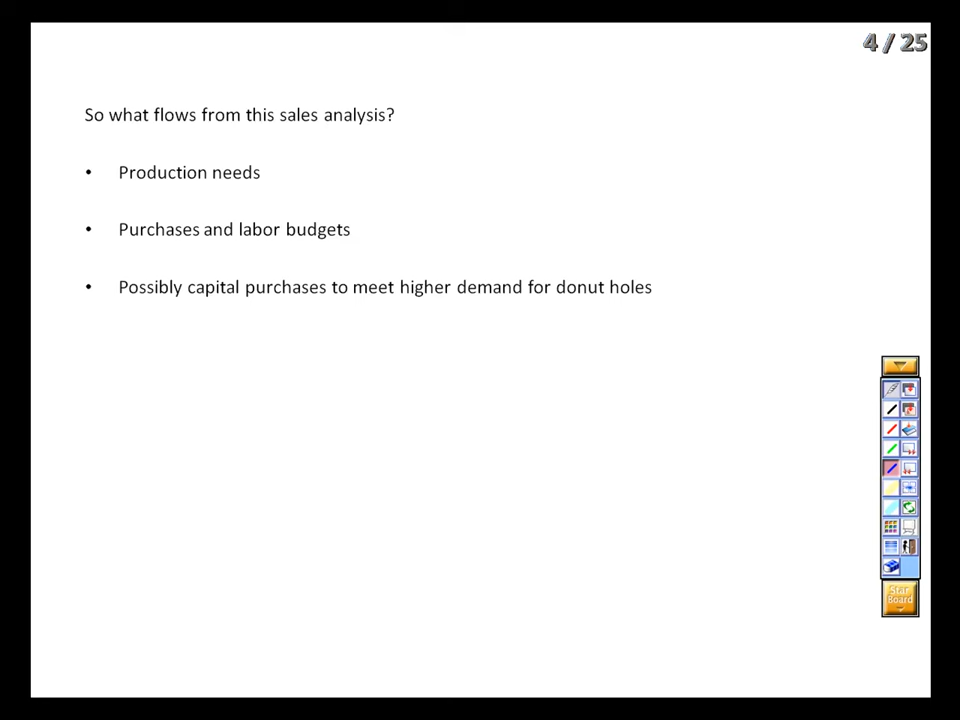 4 / 25
So what flows from this sales analysis?
• Production needs
• Purchases and labor budgets
• Possibly capital purchases to meet higher demand for donut holes
Star
Board